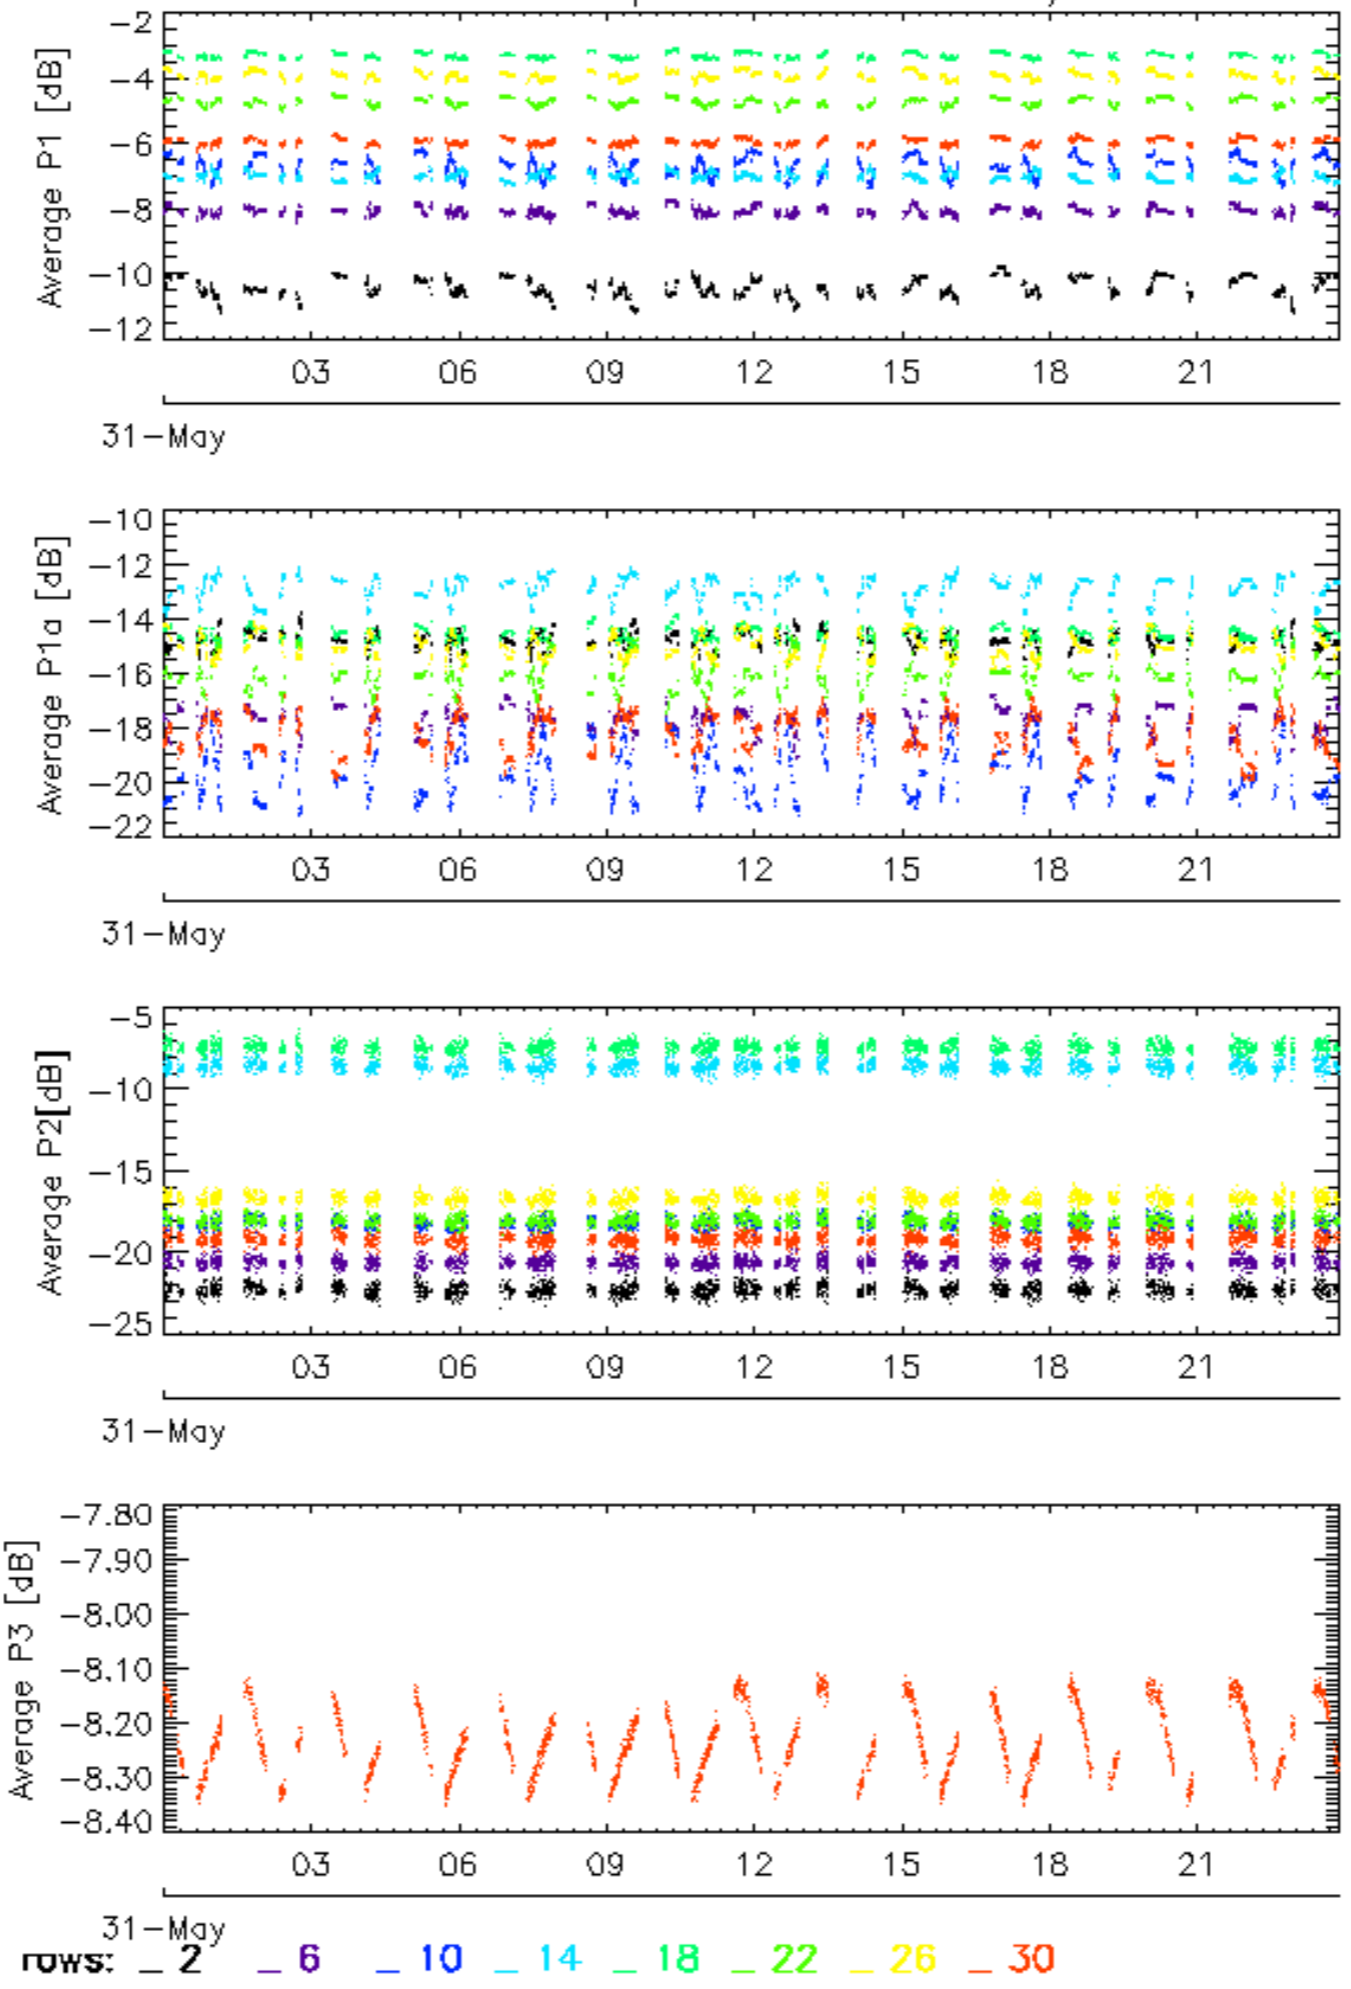 Average P1 [dB]
-2
-4
-6
-8
-10
-12
03 06 09 12 15 18 21
31-May
Average P1a [dB]
-10
-12
-14
-16
-18
-20
-22
03 06 09 12 15 18 21
31-May
Average P2[dB]
-5
-10
-15
-20
-25
03 06 09 12 15 18 21
31-May
Average P3 [dB]
-7.80
-7.90
-8.00
-8.10
-8.20
-8.30
-8.40
03 06 09 12 15 18 21
31-May
rows: _ 2 _ 6 _ 10 _ 14 _ 18 _ 22 _ 26 _ 30